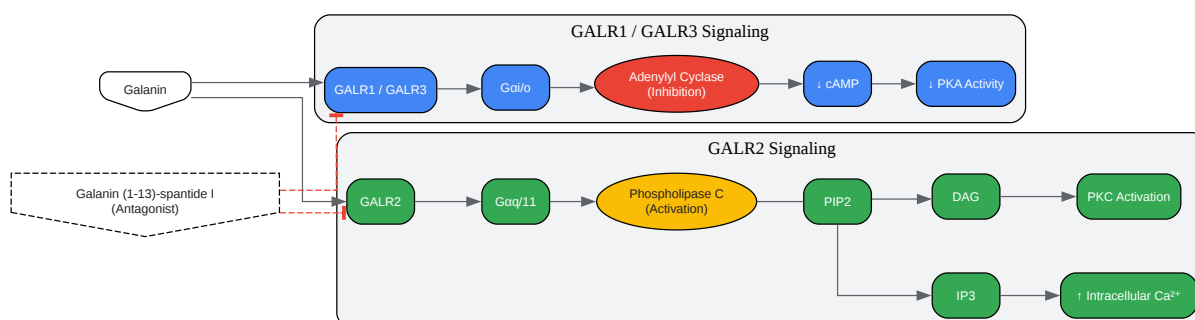 GALR1 / GALR3 Signaling
Galanin
GALR1 / GALR3
Gαi/o
Adenylyl Cyclase
(Inhibition)
↓ cAMP
↓ PKA Activity
GALR2 Signaling
Galanin (1-13)-spantide I
(Antagonist)
GALR2
Gαq/11
Phospholipase C
(Activation)
PIP2
DAG
PKC Activation
IP3
↑ Intracellular Ca²⁺